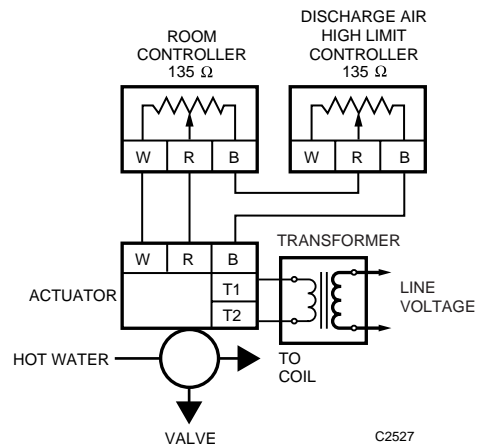 ROOM
CONTROLLER
135 Ω
DISCHARGE AIR
HIGH LIMIT
CONTROLLER
135 Ω
W R B
W R B
W R B
T1
T2
ACTUATOR
TRANSFORMER
LINE
VOLTAGE
HOT WATER
TO
COIL
VALVE
C2527